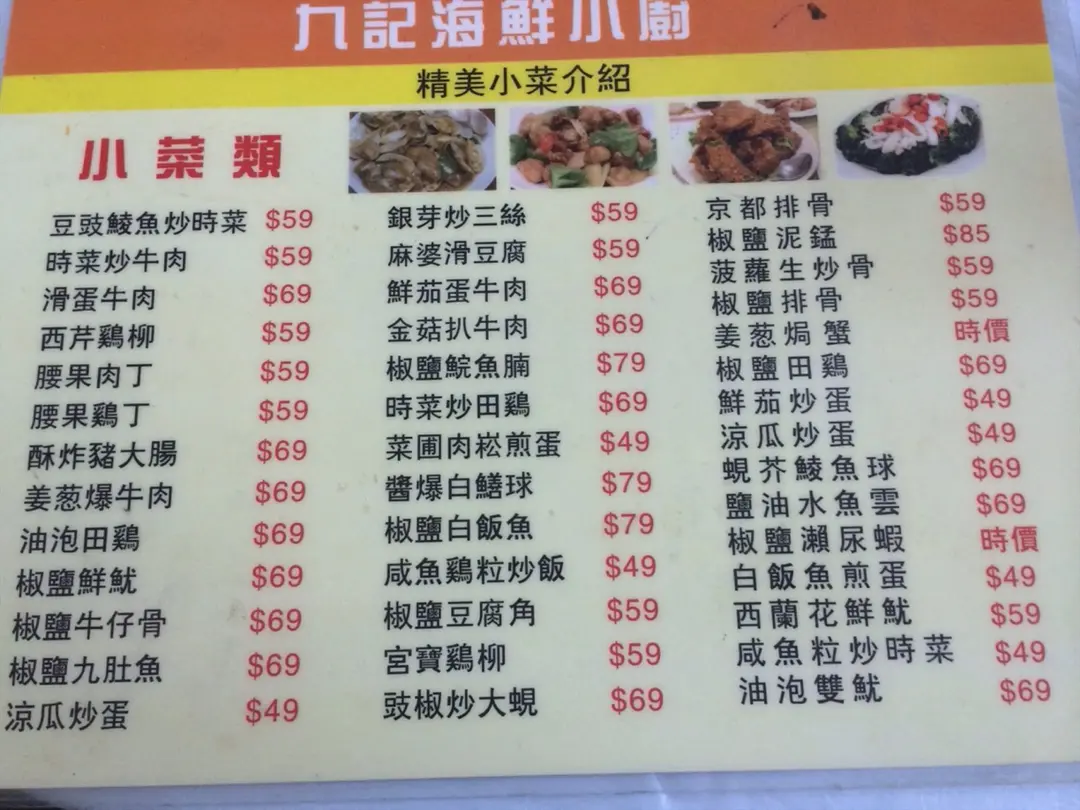 九記海鮮小廚
精美小菜介紹
小菜類
豆豉鯪魚炒時菜 $59
時菜炒牛肉 $59
滑蛋牛肉 $69
西芹鷄柳 $59
腰果肉丁 $59
腰果鷄丁 $59
酥炸豬大腸 $69
姜葱爆牛肉 $69
油泡田鷄 $69
椒鹽鮮魷 $69
椒鹽牛仔骨 $69
椒鹽九肚魚 $69
涼瓜炒蛋 $49
銀芽炒三絲 $59
麻婆滑豆腐 $59
鮮茄蛋牛肉 $69
金菇扒牛肉 $69
椒鹽鯇魚腩 $79
時菜炒田鷄 $69
菜圃肉崧煎蛋 $49
醬爆白鱔球 $79
椒鹽白飯魚 $79
咸魚鷄粒炒飯 $49
椒鹽豆腐角 $59
宮寶鷄柳 $59
豉椒炒大蜆 $69
京都排骨 $59
椒鹽泥鯭 $85
菠蘿生炒骨 $59
椒鹽排骨 $59
姜葱焗蟹 時價
椒鹽田鷄 $69
鮮茄炒蛋 $49
涼瓜炒蛋 $49
蜆芥鯪魚球 $69
鹽油水魚雲 $69
椒鹽瀨尿蝦 時價
白飯魚煎蛋 $49
西蘭花鮮魷 $59
咸魚粒炒時菜 $49
油泡雙魷 $69